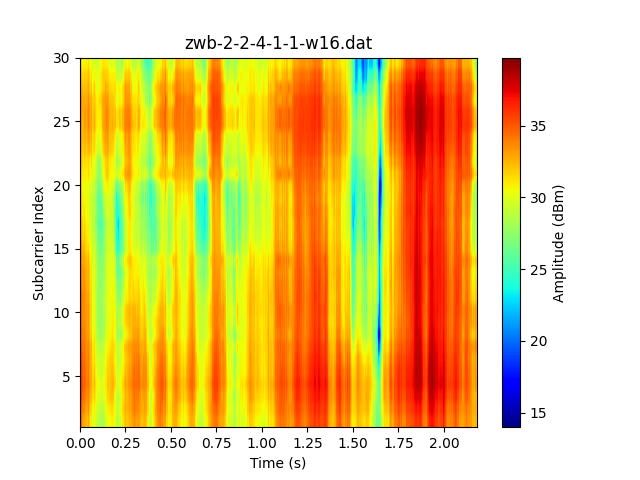 zwb-2-2-4-1-1-w16.dat
30
25
20
15
10
5
Subcarrier Index
0.00 0.25 0.50 0.75 1.00 1.25 1.50 1.75 2.00
Time (s)
35
30
25
20
15
Amplitude (dBm)